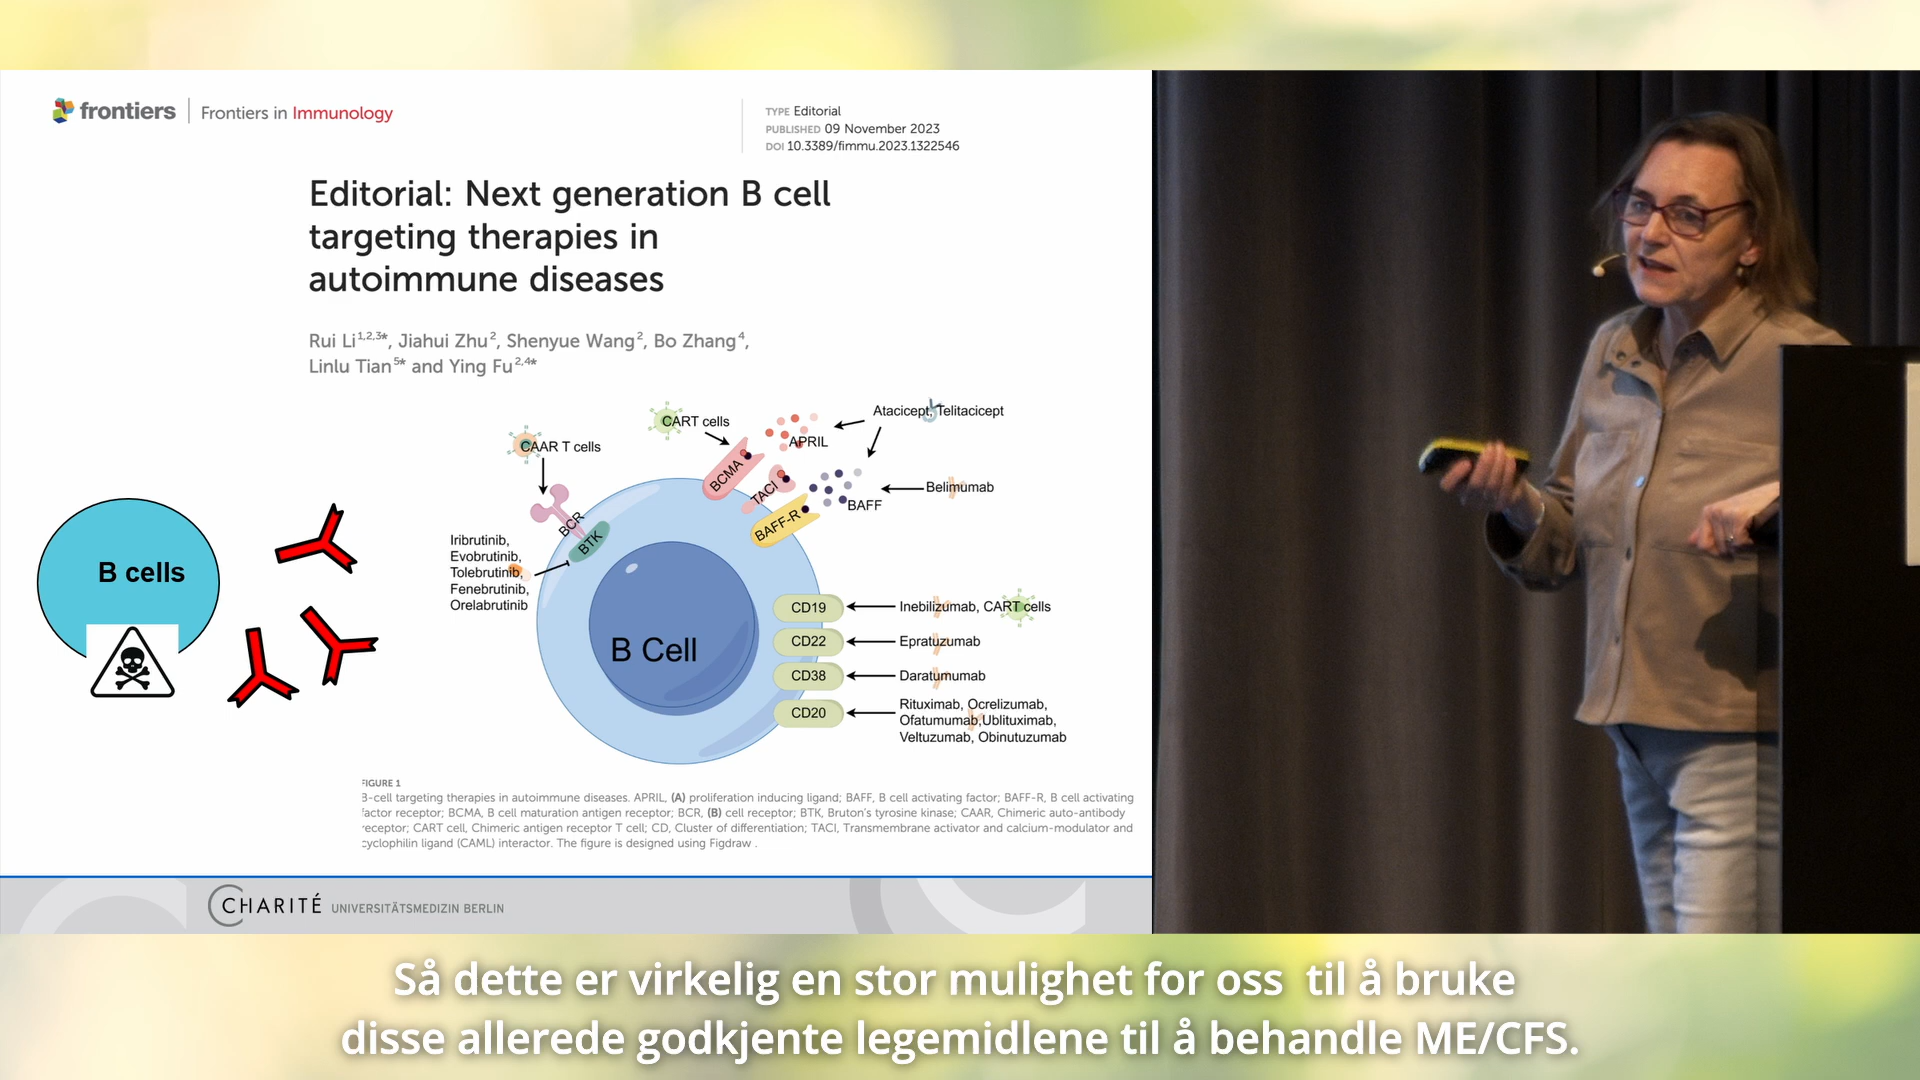 frontiers | Frontiers in Immunology
TYPE Editorial
PUBLISHED 09 November 2023
DOI 10.3389/fimmu.2023.1322546
Editorial: Next generation B cell
targeting therapies in
autoimmune diseases
Rui Li1,2,3*, Jiahui Zhu2, Shenyue Wang2, Bo Zhang4,
Linlu Tian5* and Ying Fu2,4*
CART cells
Atacicept, Telitacicept
APRIL
CAAR T cells
BCMA
TACI
BAFF
Belimumab
BAFF-R
BCR
BTK
Iribrutinib,
Evobrutinib,
Tolebrutinib,
Fenebrutinib,
Orelabrutinib
B cells
B Cell
CD19
Inebilizumab, CART cells
CD22
Epratuzumab
CD38
Daratumumab
CD20
Rituximab, Ocrelizumab,
Ofatumumab,Ublituximab,
Veltuzumab, Obinutuzumab
FIGURE 1
B-cell targeting therapies in autoimmune diseases. APRIL, (A) proliferation inducing ligand; BAFF, B cell activating factor; BAFF-R, B cell activating
factor receptor; BCMA, B cell maturation antigen receptor; BCR, (B) cell receptor; BTK, Bruton's tyrosine kinase; CAAR, Chimeric auto-antibody
receptor; CART cell, Chimeric antigen receptor T cell; CD, Cluster of differentiation; TACI, Transmembrane activator and calcium-modulator and
cyclophilin ligand (CAML) interactor. The figure is designed using Figdraw .
CHARITÉ UNIVERSITÄTSMEDIZIN BERLIN
Så dette er virkelig en stor mulighet for oss til å bruke
disse allerede godkjente legemidlene til å behandle ME/CFS.